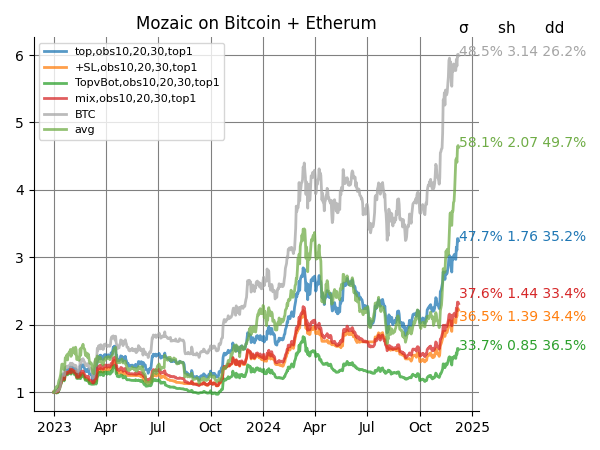 Mozaic on Bitcoin + Etherum
σ sh dd
top,obs10,20,30,top1
+SL,obs10,20,30,top1
TopvBot,obs10,20,30,top1
mix,obs10,20,30,top1
BTC
avg
48.5% 3.14 26.2%
58.1% 2.07 49.7%
47.7% 1.76 35.2%
37.6% 1.44 33.4%
36.5% 1.39 34.4%
33.7% 0.85 36.5%
6
5
4
3
2
1
2023 Apr Jul Oct 2024 Apr Jul Oct 2025